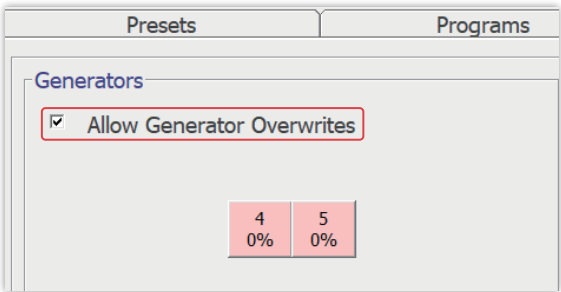 Presets Programs
Generators
Allow Generator Overwrites
4 5
0% 0%